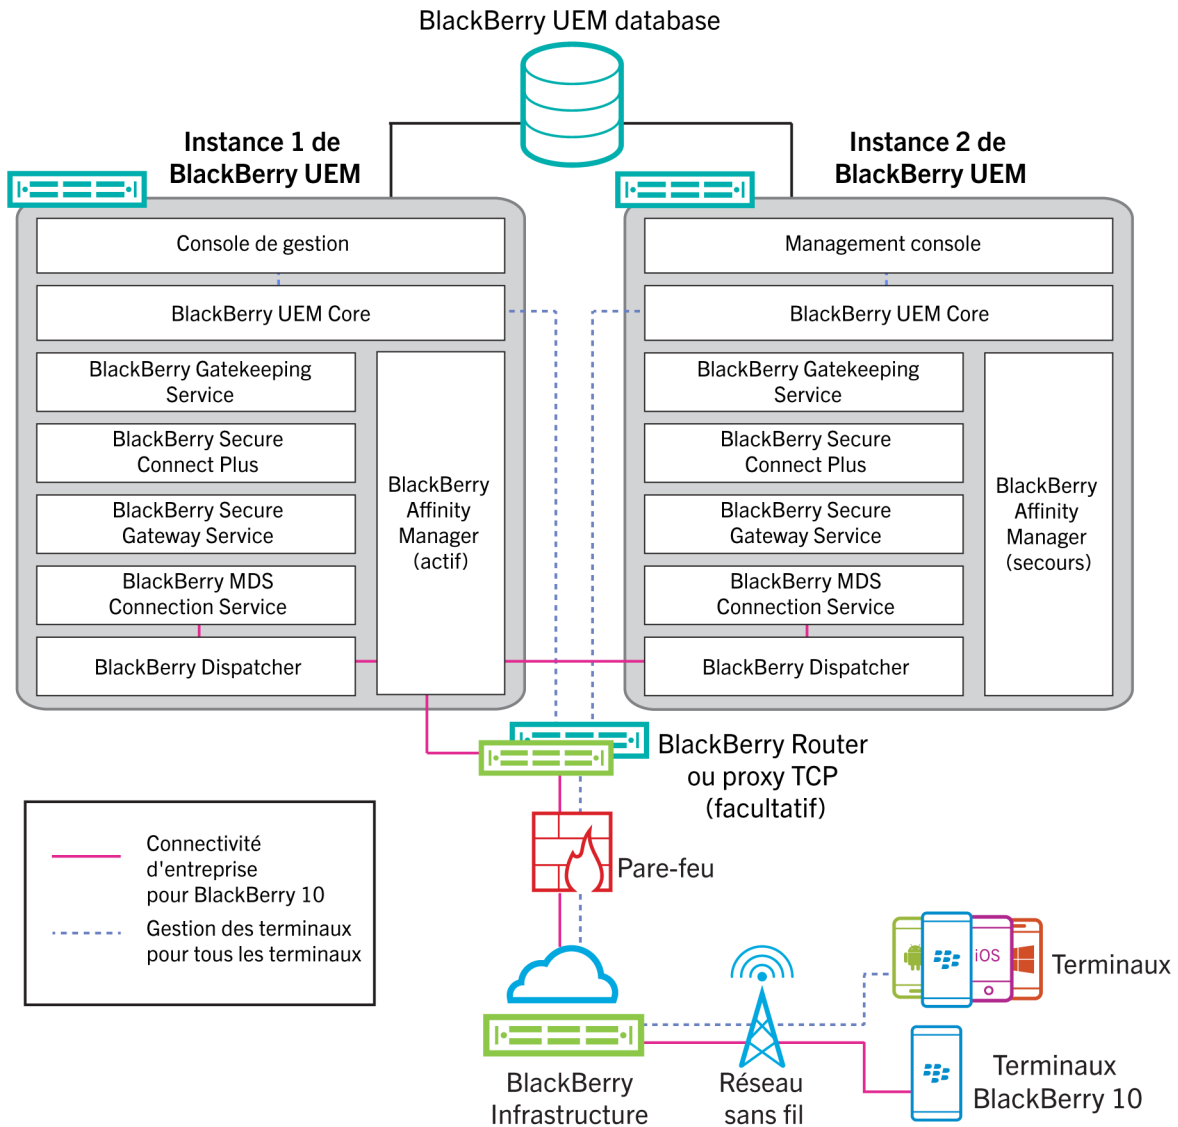 BlackBerry UEM database
Instance 1 de
BlackBerry UEM
Instance 2 de
BlackBerry UEM
Console de gestion
BlackBerry UEM Core
BlackBerry Gatekeeping
Service
BlackBerry Secure
Connect Plus
BlackBerry Secure
Gateway Service
BlackBerry MDS
Connection Service
BlackBerry Dispatcher
BlackBerry
Affinity
Manager
(actif)
Management console
BlackBerry UEM Core
BlackBerry Gatekeeping
Service
BlackBerry Secure
Connect Plus
BlackBerry Secure
Gateway Service
BlackBerry MDS
Connection Service
BlackBerry Dispatcher
BlackBerry
Affinity
Manager
(secours)
BlackBerry Router
ou proxy TCP
(facultatif)
Pare-feu
Connectivité
d'entreprise
pour BlackBerry 10
Gestion des terminaux
pour tous les terminaux
iOS
Terminaux
BlackBerry
Infrastructure
Réseau
sans fil
Terminaux
BlackBerry 10